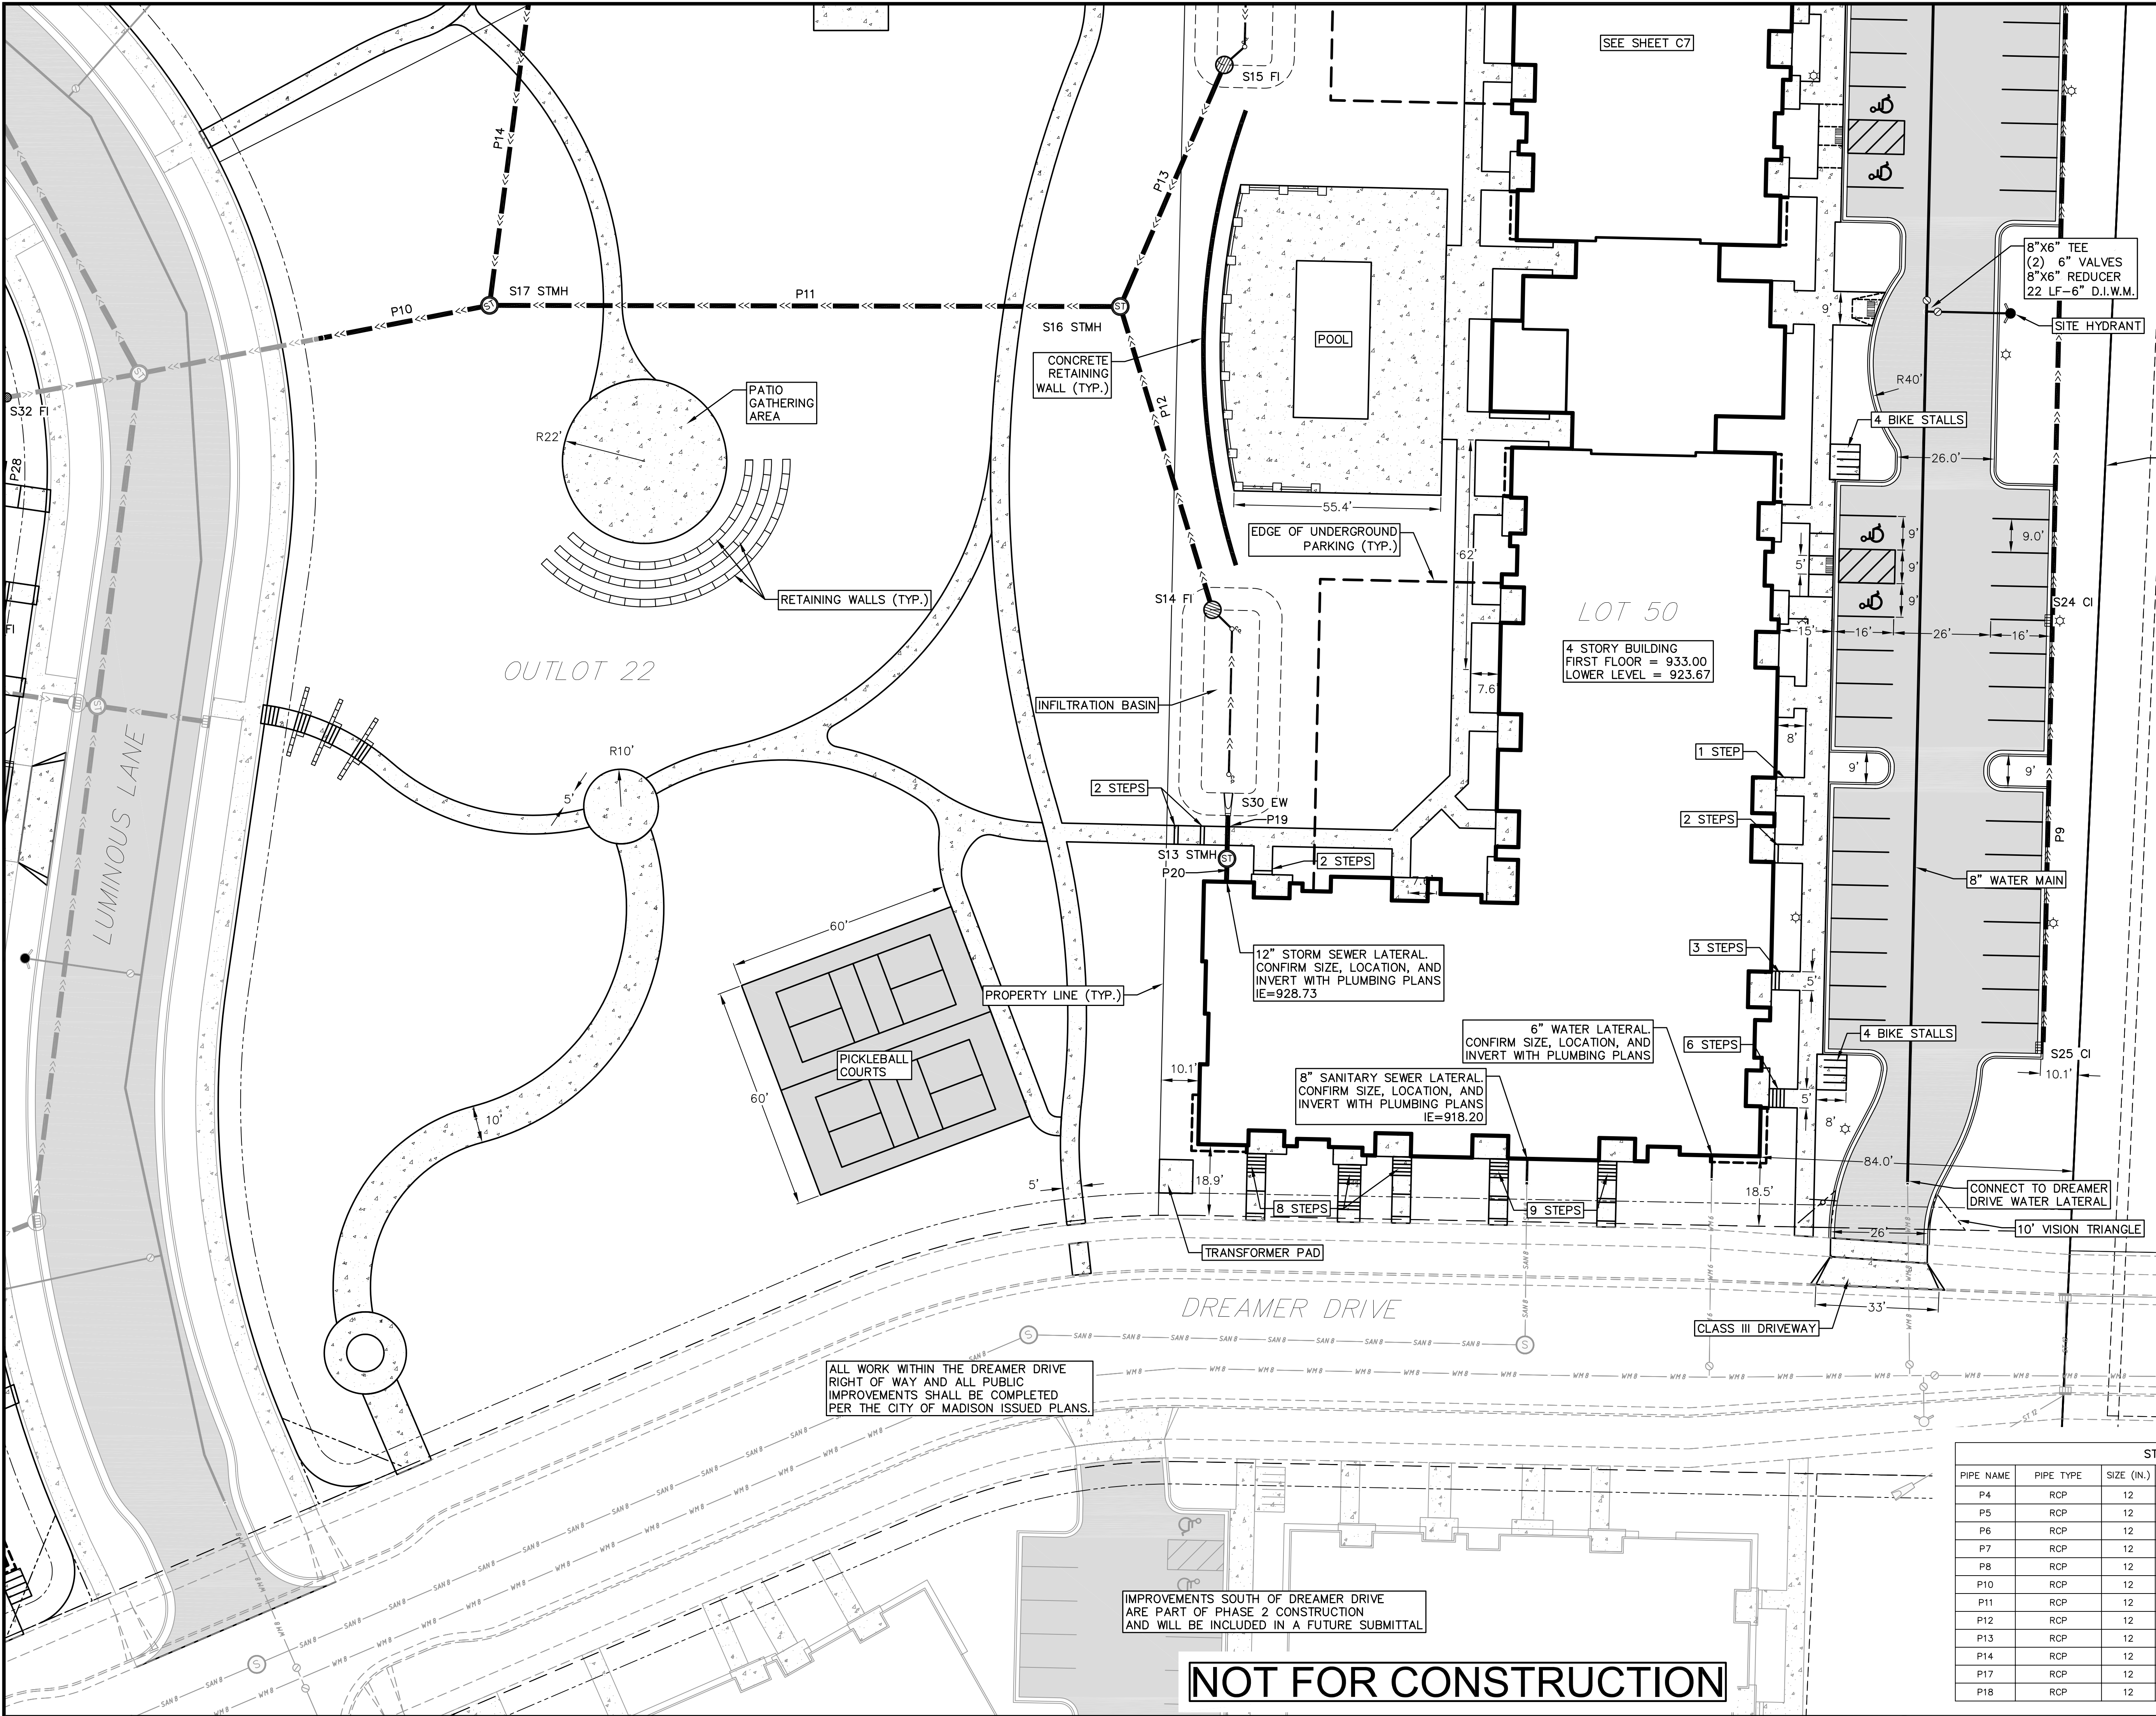 SEE SHEET C7
S15 FI
P14
P13
8"X6" TEE
(2) 6" VALVES
8"X6" REDUCER
22 LF-6" D.I.W.M.
SITE HYDRANT
9'
S17 STMH
P11
P10
S16 STMH
CONCRETE
RETAINING
WALL (TYP.)
POOL
PATIO
GATHERING
AREA
R22'
P12
R40'
4 BIKE STALLS
26.0'
S32 FI
P28
FI
55.4'
EDGE OF UNDERGROUND
PARKING (TYP.)
62'
9'
9'
9'
9.0'
5'
RETAINING WALLS (TYP.)
S14 FI
LOT 50
4 STORY BUILDING
FIRST FLOOR = 933.00
LOWER LEVEL = 923.67
S24 CI
15'
16'
26'
16'
OUTLOT 22
INFILTRATION BASIN
7.6
8'
1 STEP
9'
9'
LUMINOUS LANE
ST
R10'
5'
2 STEPS
S30 EW
P19
2 STEPS
P9
S13 STMH
ST
P20
2 STEPS
7.6'
8" WATER MAIN
60'
60'
12" STORM SEWER LATERAL.
CONFIRM SIZE, LOCATION, AND
INVERT WITH PLUMBING PLANS
IE=928.73
3 STEPS
5'
PROPERTY LINE (TYP.)
PICKLEBALL
COURTS
6" WATER LATERAL.
CONFIRM SIZE, LOCATION, AND
INVERT WITH PLUMBING PLANS
6 STEPS
4 BIKE STALLS
S25 CI
10.1'
10.1'
8" SANITARY SEWER LATERAL.
CONFIRM SIZE, LOCATION, AND
INVERT WITH PLUMBING PLANS
IE=918.20
5'
8'
10'
84.0'
5'
18.9'
18.5'
8 STEPS
9 STEPS
CONNECT TO DREAMER
DRIVE WATER LATERAL
10' VISION TRIANGLE
TRANSFORMER PAD
26'
33'
DREAMER DRIVE
CLASS III DRIVEWAY
ALL WORK WITHIN THE DREAMER DRIVE
RIGHT OF WAY AND ALL PUBLIC
IMPROVEMENTS SHALL BE COMPLETED
PER THE CITY OF MADISON ISSUED PLANS.
IMPROVEMENTS SOUTH OF DREAMER DRIVE
ARE PART OF PHASE 2 CONSTRUCTION
AND WILL BE INCLUDED IN A FUTURE SUBMITTAL
NOT FOR CONSTRUCTION
ST
PIPE NAME PIPE TYPE SIZE (IN.)
P4 RCP 12
P5 RCP 12
P6 RCP 12
P7 RCP 12
P8 RCP 12
P10 RCP 12
P11 RCP 12
P12 RCP 12
P13 RCP 12
P14 RCP 12
P17 RCP 12
P18 RCP 12